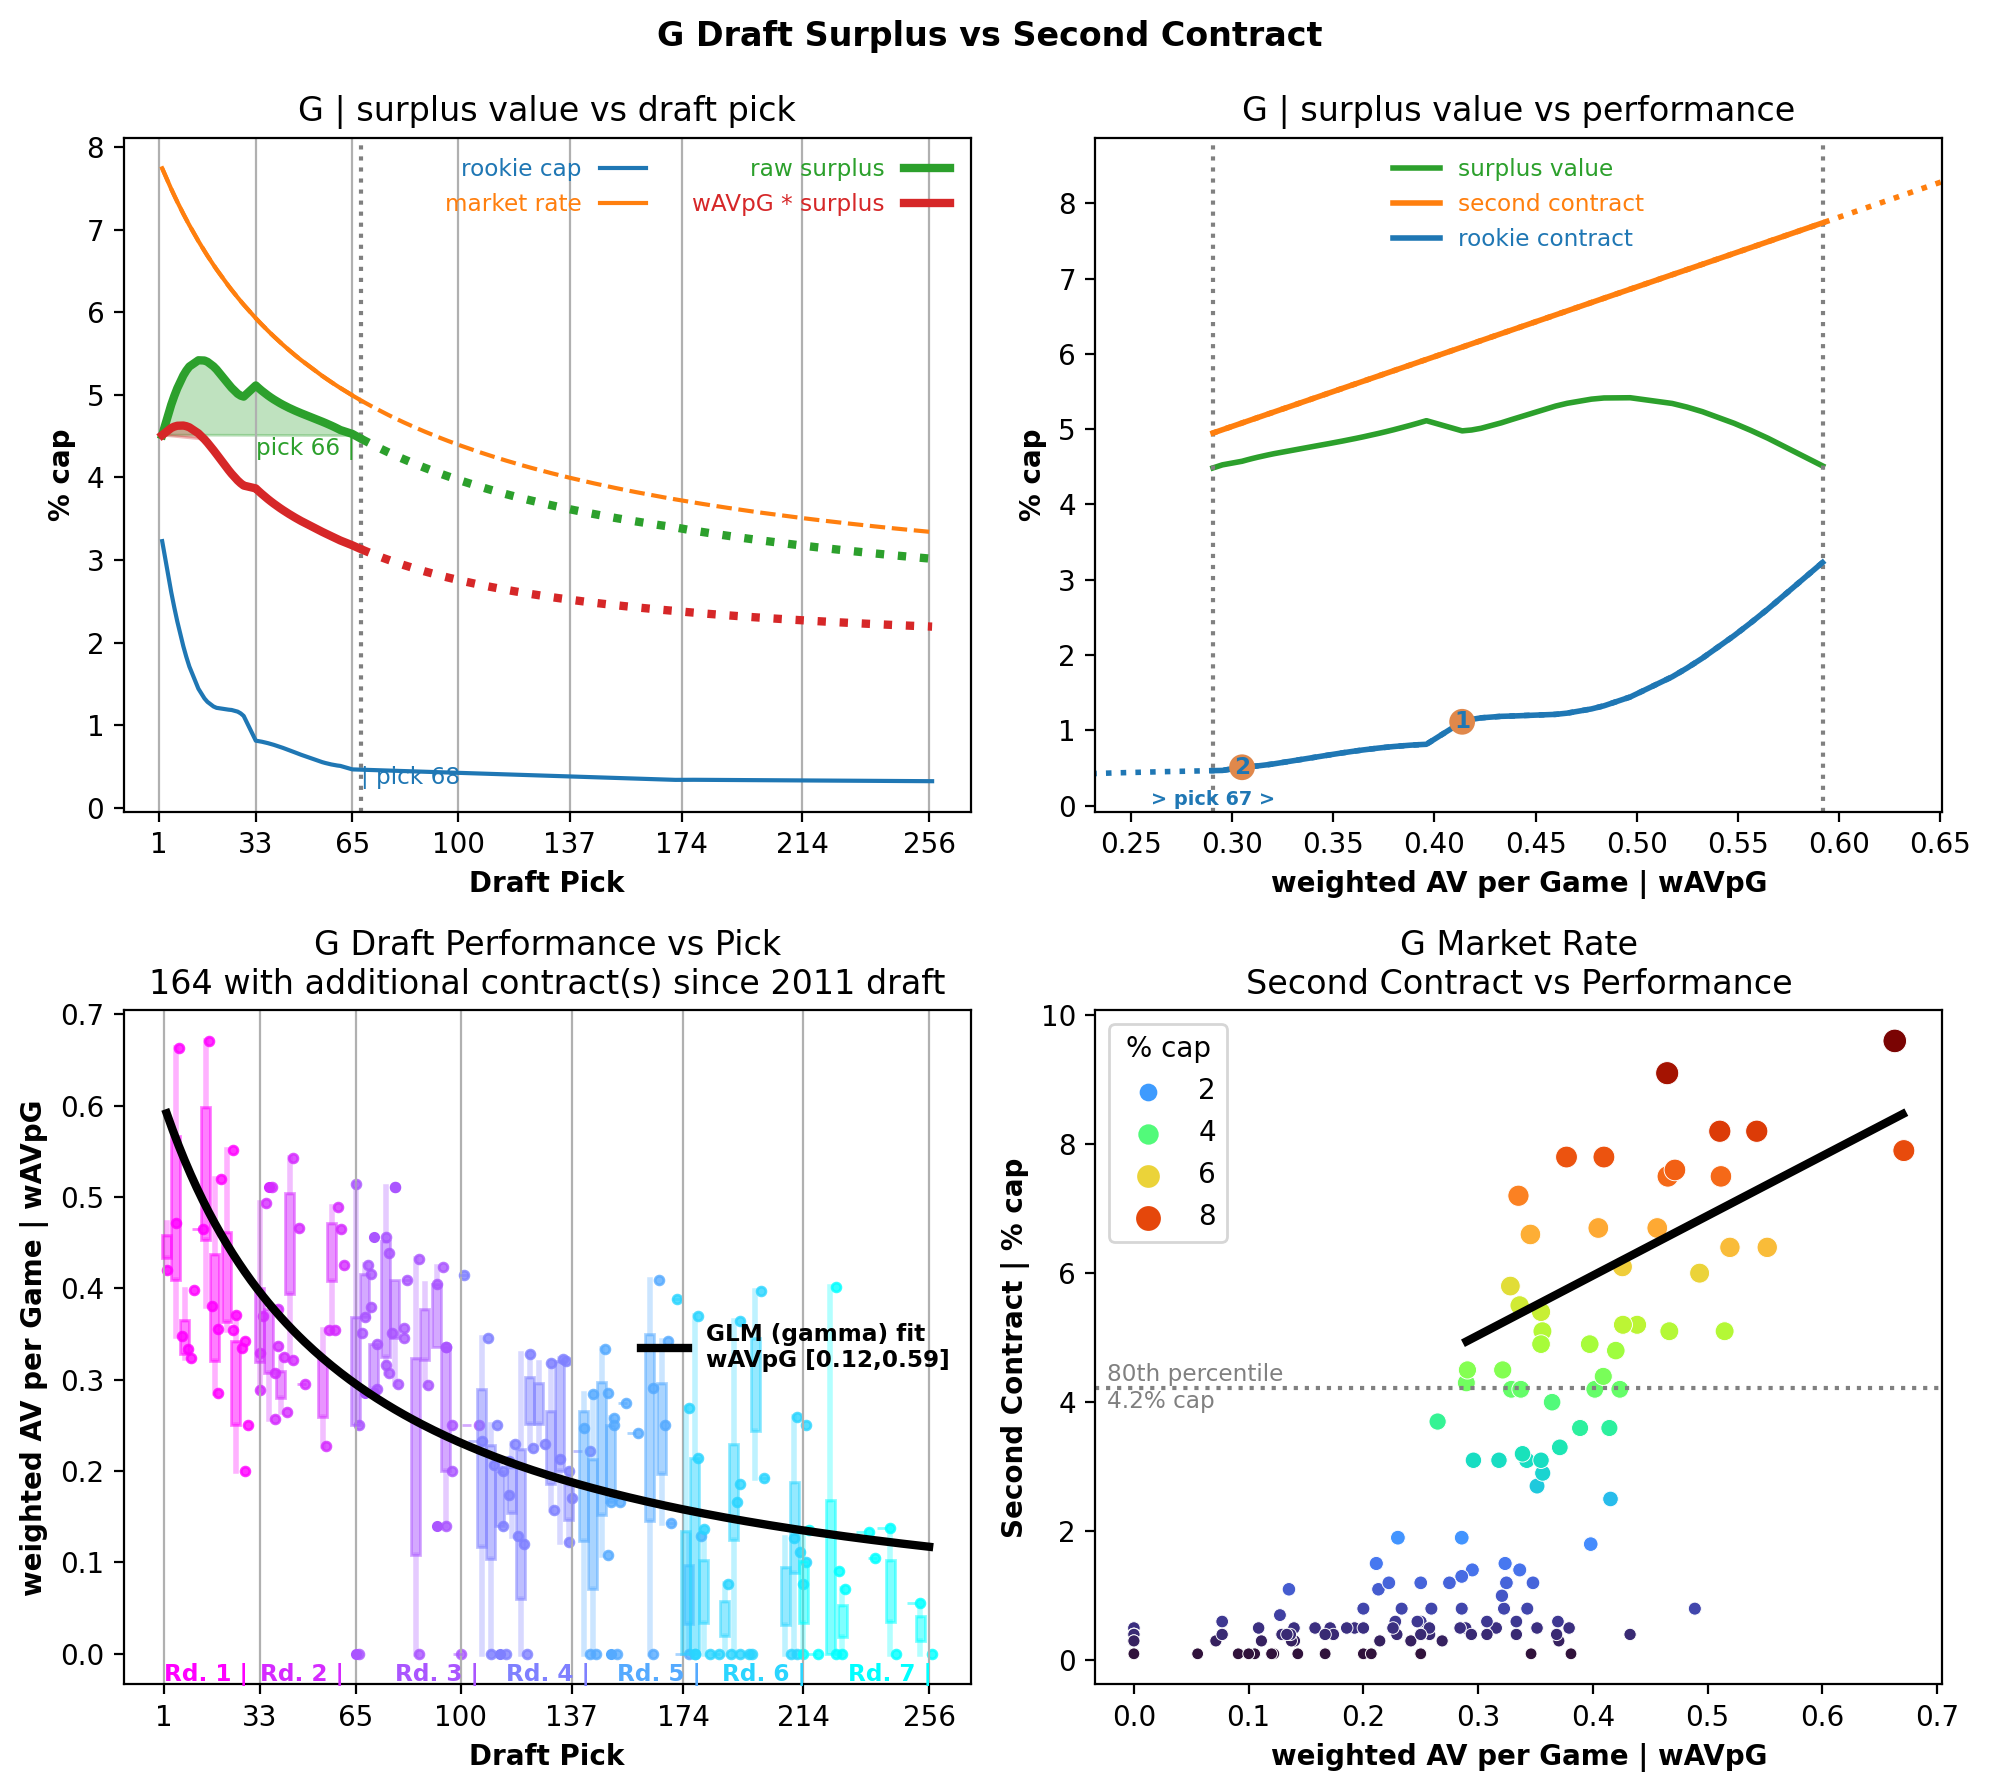 G Draft Surplus vs Second Contract
G | surplus value vs draft pick
8
7
6
5
4
3
2
1
0
% cap
rookie cap
market rate
raw surplus
wAVpG * surplus
pick 66 |
| pick 68
1 33 65 100 137 174 214 256
Draft Pick
G | surplus value vs performance
8
7
6
5
4
3
2
1
0
% cap
surplus value
second contract
rookie contract
1
2
> pick 67 >
0.25 0.30 0.35 0.40 0.45 0.50 0.55 0.60 0.65
weighted AV per Game | wAVpG
G Draft Performance vs Pick
164 with additional contract(s) since 2011 draft
0.7
0.6
0.5
0.4
0.3
0.2
0.1
0.0
weighted AV per Game | wAVpG
GLM (gamma) fit
wAVpG [0.12,0.59]
Rd. 1 | Rd. 2 | Rd. 3 | Rd. 4 | Rd. 5 | Rd. 6 | Rd. 7 |
1 33 65 100 137 174 214 256
Draft Pick
G Market Rate
Second Contract vs Performance
10
8
6
4
2
0
Second Contract | % cap
% cap
2
4
6
8
80th percentile
4.2% cap
0.0 0.1 0.2 0.3 0.4 0.5 0.6 0.7
weighted AV per Game | wAVpG